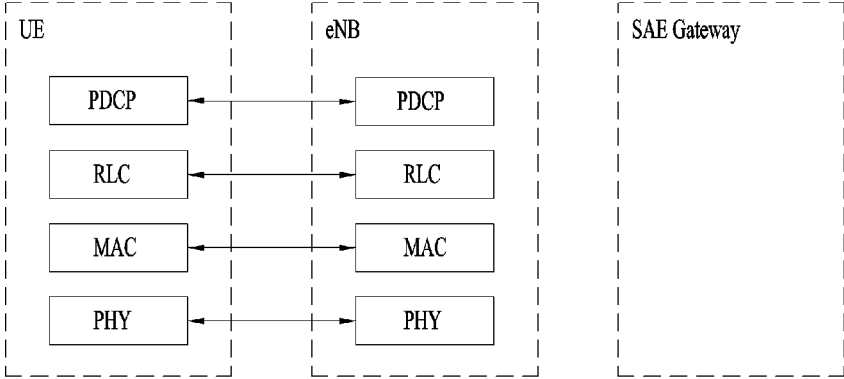 UE
eNB
SAE Gateway
PDCP
PDCP
RLC
RLC
MAC
MAC
PHY
PHY